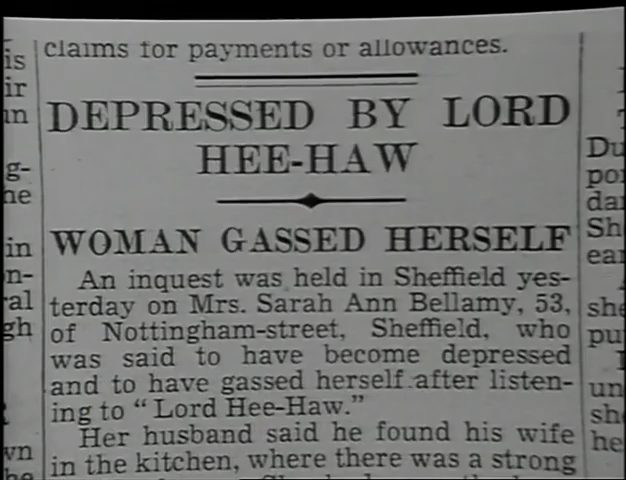 claims for payments or allowances.
DEPRESSED BY LORD
HEE-HAW
WOMAN GASSED HERSELF
An inquest was held in Sheffield yes-
terday on Mrs. Sarah Ann Bellamy, 53,
of Nottingham-street, Sheffield, who
was said to have become depressed
and to have gassed herself after listen-
ing to "Lord Hee-Haw."
Her husband said he found his wife
in the kitchen, where there was a strong